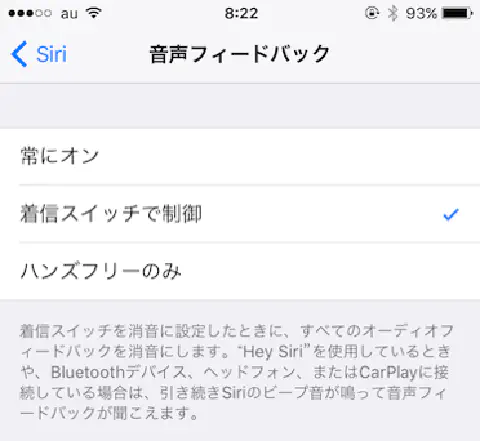 au 8:22 93%
Siri 音声フィードバック
常にオン
着信スイッチで制御
ハンズフリーのみ
着信スイッチを消音に設定したときに、すべてのオーディオフ
ィードバックを消音にします。“Hey Siri”を使用しているとき
や、Bluetoothデバイス、ヘッドフォン、またはCarPlayに接
続している場合は、引き続きSiriのビープ音が鳴って音声フィ
ードバックが聞こえます。